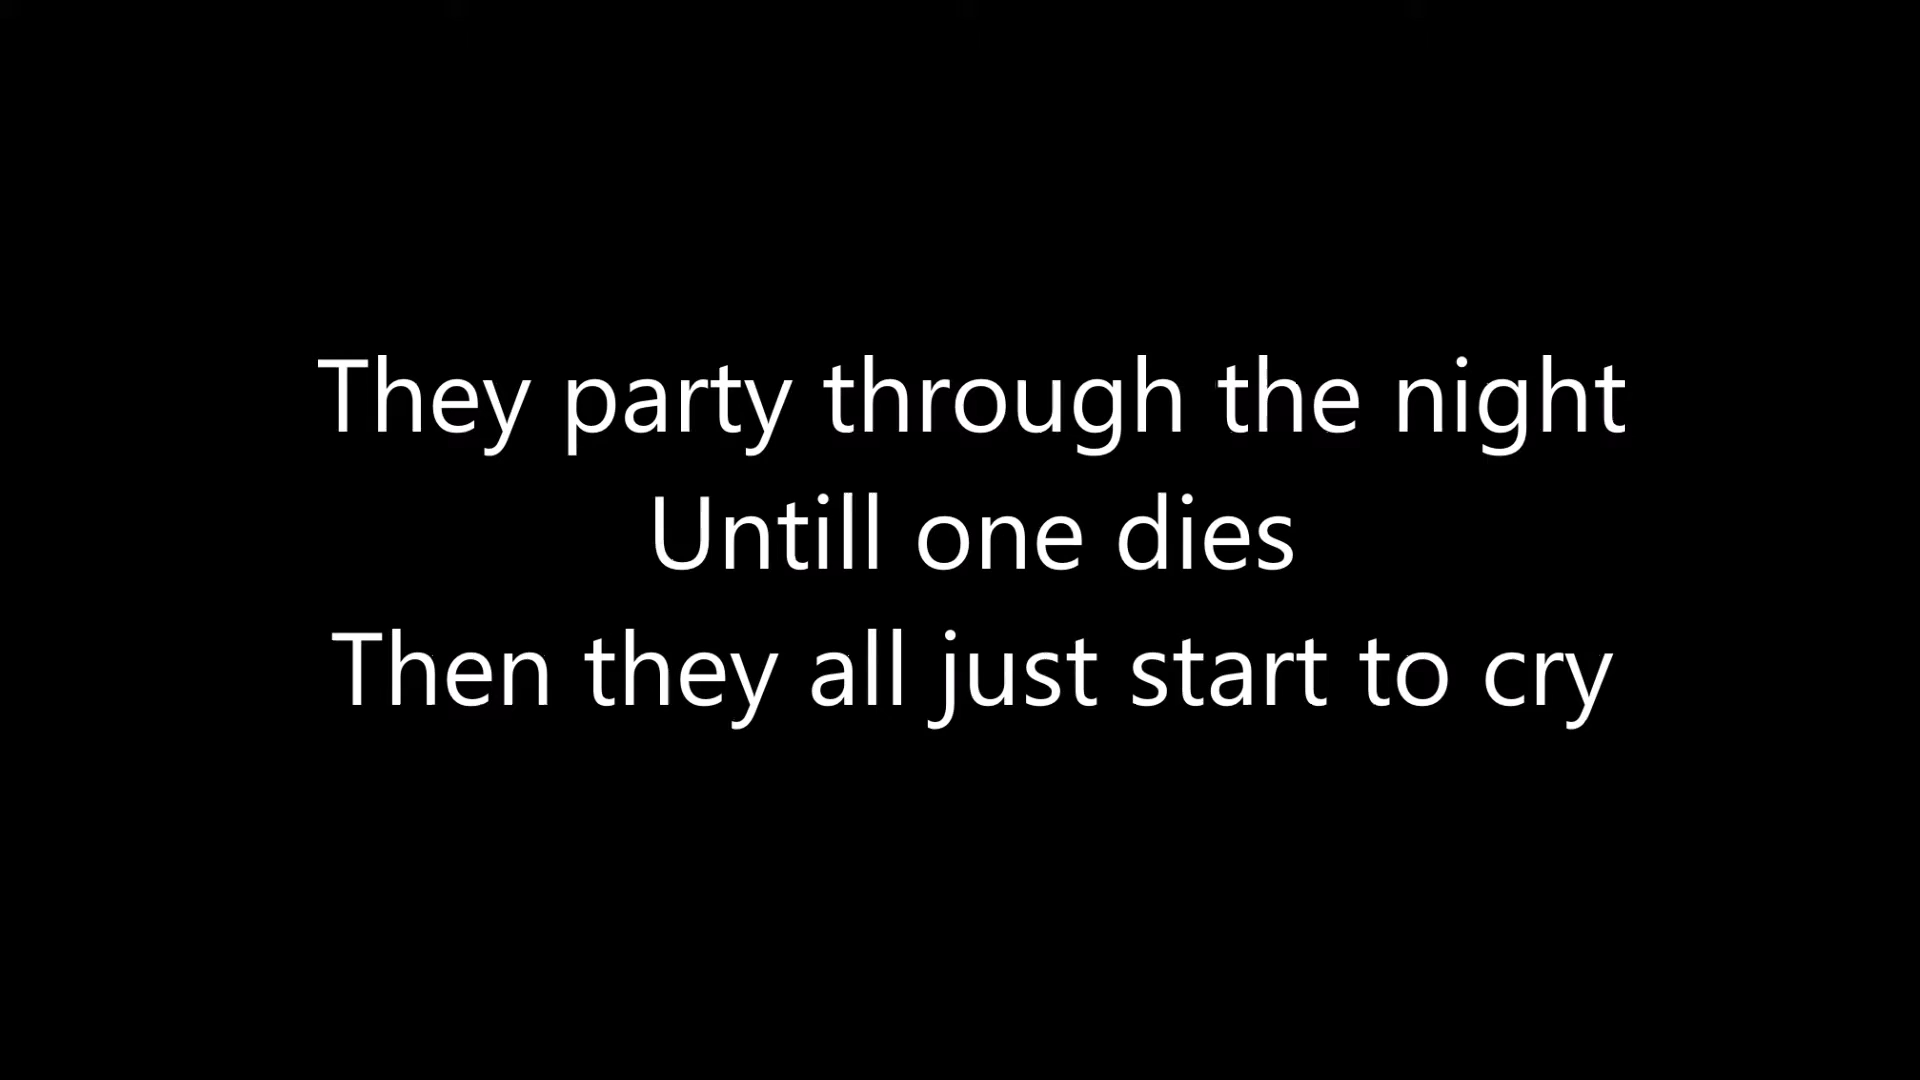 They party through the night
Untill one dies
Then they all just start to cry